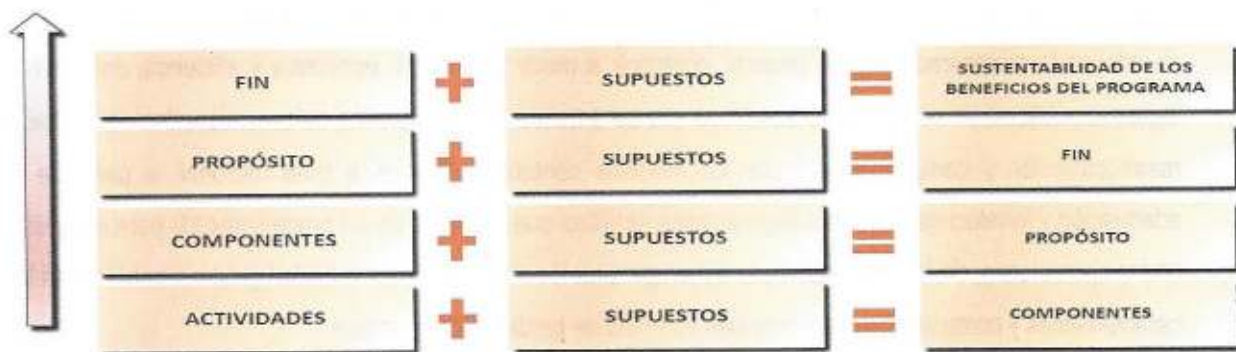 FIN + SUPUESTOS = SUSTENTABILIDAD DE LOS
BENEFICIOS DEL PROGRAMA
PROPÓSITO + SUPUESTOS = FIN
COMPONENTES + SUPUESTOS = PROPÓSITO
ACTIVIDADES + SUPUESTOS = COMPONENTES